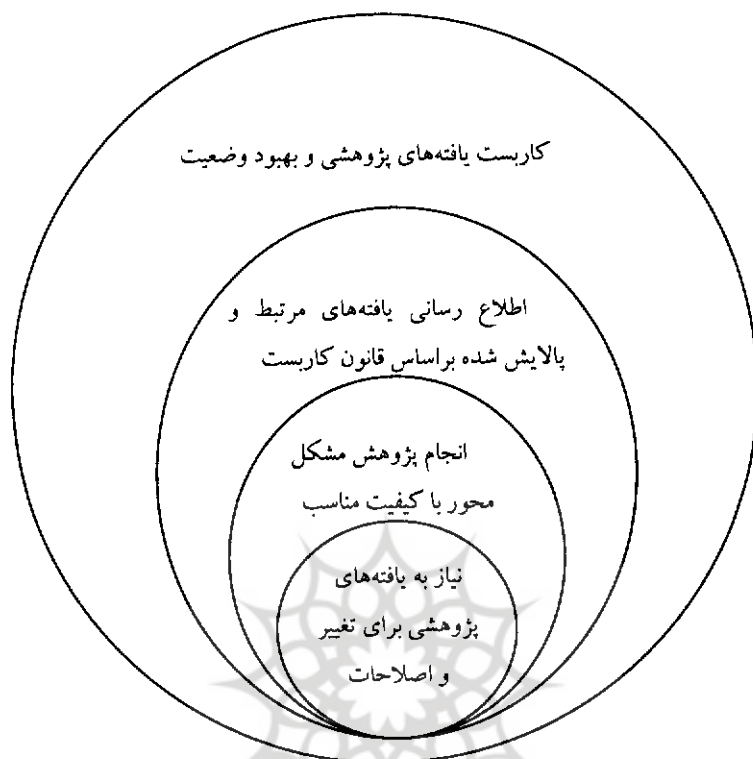 کاربست یافته‌های پژوهشی و بهبود وضعیت
اطلاع رسانی یافته‌های مرتبط و
پالایش شده براساس قانون کاربست
انجام پژوهش مشکل
محور با کیفیت مناسب
نیاز به یافته‌های
پژوهشی برای تغییر
و اصلاحات